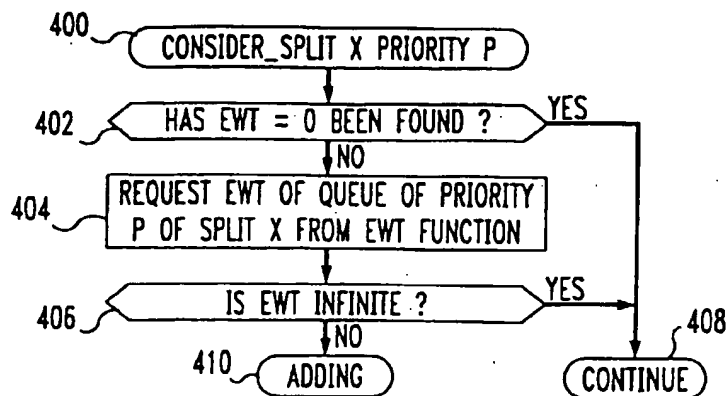 400
CONSIDER_SPLIT X PRIORITY P
402
HAS EWT = 0 BEEN FOUND ?
YES
NO
404
REQUEST EWT OF QUEUE OF PRIORITY
P OF SPLIT X FROM EWT FUNCTION
406
IS EWT INFINITE ?
YES
NO
408
410
ADDING
CONTINUE